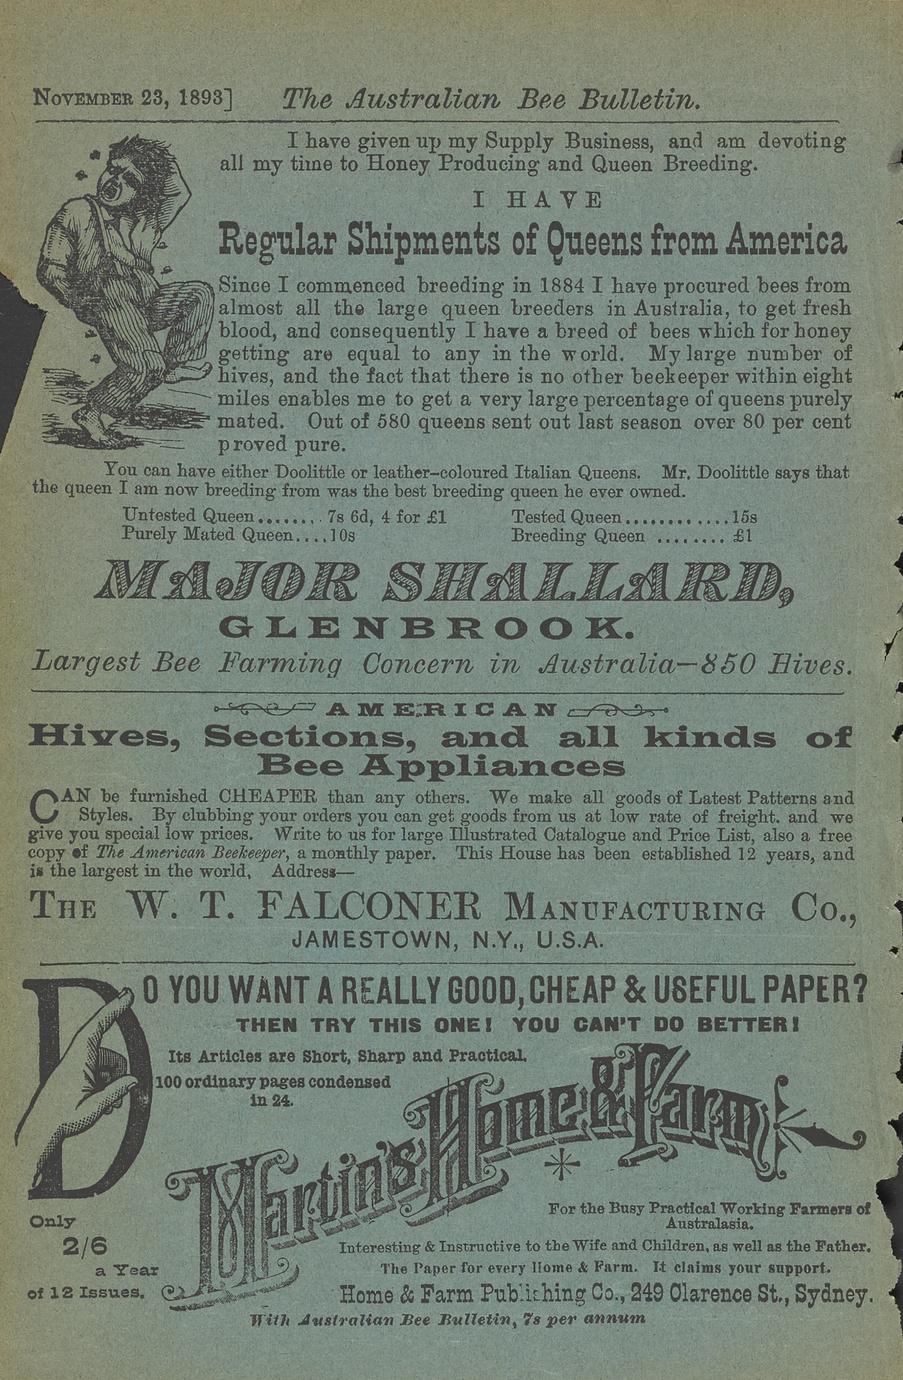 NOVEMBER 23, 1893] The Australian Bee Bulletin.
I have given up my Supply Business, and am devoting
all my time to Honey Producing and Queen Breeding.
I HAVE
Regular Shipments of Queens from America
Since I commenced breeding in 1884 I have procured bees from
almost all the large queen breeders in Australia, to get fresh
blood, and consequently I have a breed of bees which for honey
getting are equal to any in the world. My large number of
hives, and the fact that there is no other beekeeper within eight
miles enables me to get a very large percentage of queens purely
mated. Out of 580 queens sent out last season over 80 per cent
proved pure.
You can have either Doolittle or leather-coloured Italian Queens. Mr. Doolittle says that
the queen I am now breeding from was the best breeding queen he ever owned.
Untested Queen........ 7s 6d, 4 for £1 Tested Queen............15s
Purely Mated Queen....10s Breeding Queen ........ £1
MAJOR SHALLARD,
GLENBROOK.
Largest Bee Farming Concern in Australia—850 Hives.
AMERICAN
Hives, Sections, and all kinds of
Bee Appliances
CAN be furnished CHEAPER than any others. We make all goods of Latest Patterns and
Styles. By clubbing your orders you can get goods from us at low rate of freight. and we
give you special low prices. Write to us for large Illustrated Catalogue and Price List, also a free
copy of The American Beekeeper, a monthly paper. This House has been established 12 years, and
is the largest in the world, Address—
THE W. T. FALCONER MANUFACTURING CO.,
JAMESTOWN, N.Y., U.S.A.
DO YOU WANT A REALLY GOOD, CHEAP & USEFUL PAPER?
THEN TRY THIS ONE! YOU CAN'T DO BETTER!
Its Articles are Short, Sharp and Practical.
100 ordinary pages condensed
in 24.
Martin's Home & Farm
For the Busy Practical Working Farmers of
Australasia.
Only
2/6
a Year
of 12 Issues.
Interesting & Instructive to the Wife and Children, as well as the Father.
The Paper for every Home & Farm. It claims your support.
Home & Farm Publishing Co., 249 Clarence St., Sydney.
With Australian Bee Bulletin, 7s per annum